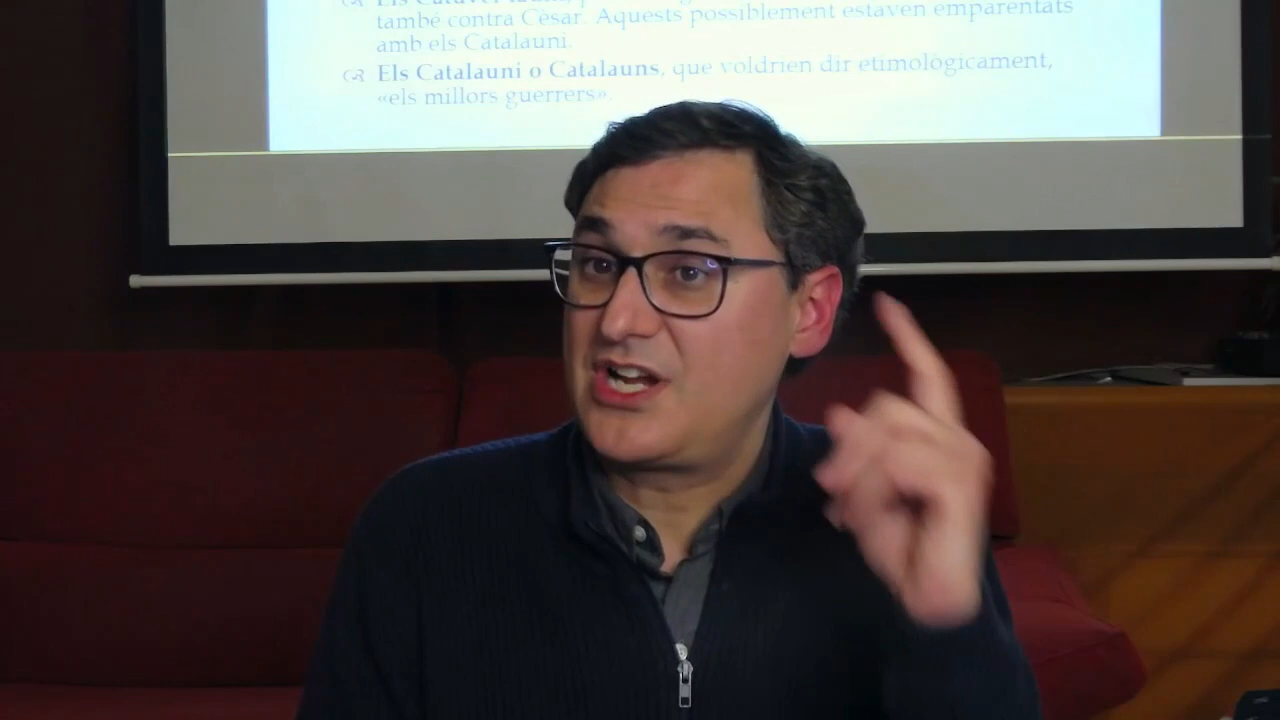 Els
també contra Cèsar. Aquests possiblement estaven emparentats
amb els Catalauni.
Els Catalauni o Catalauns, que voldrien dir etimològicament,
«els millors guerrers».